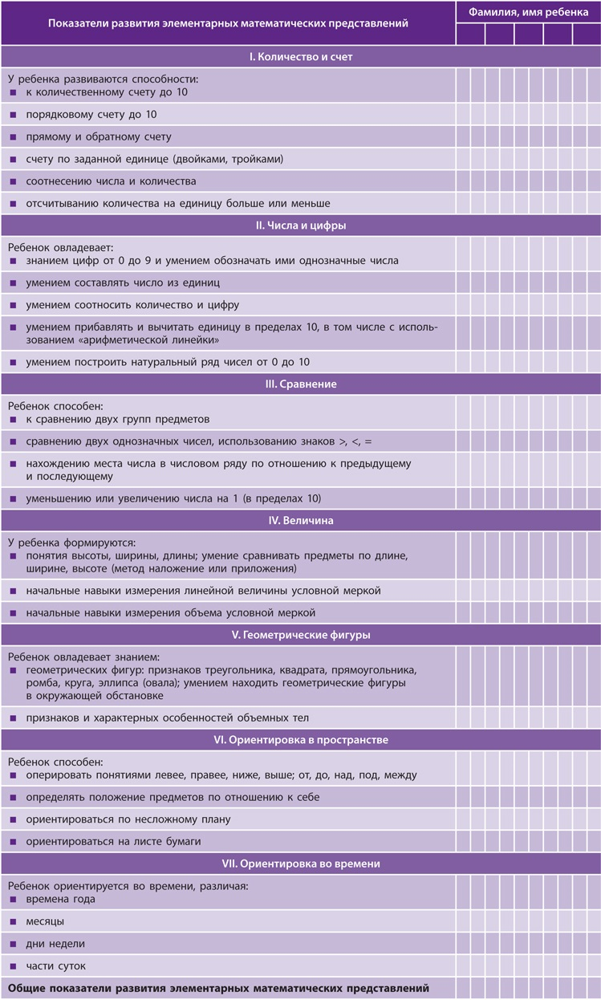 Показатели развития элементарных математических представлений
Фамилия, имя ребенка
I. Количество и счет
У ребенка развиваются способности:
■ к количественному счету до 10
■ порядковому счету до 10
■ прямому и обратному счету
■ счету по заданной единице (двойками, тройками)
■ соотнесению числа и количества
■ отсчитыванию количества на единицу больше или меньше
II. Числа и цифры
Ребенок овладевает:
■ знанием цифр от 0 до 9 и умением обозначать ими однозначные числа
■ умением составлять число из единиц
■ умением соотносить количество и цифру
■ умением прибавлять и вычитать единицу в пределах 10, в том числе с исполь-
зованием «арифметической линейки»
■ умением построить натуральный ряд чисел от 0 до 10
III. Сравнение
Ребенок способен:
■ к сравнению двух групп предметов
■ сравнению двух однозначных чисел, использованию знаков >, <, =
■ нахождению места числа в числовом ряду по отношению к предыдущему
и последующему
■ уменьшению или увеличению числа на 1 (в пределах 10)
IV. Величина
У ребенка формируются:
■ понятия высоты, ширины, длины; умение сравнивать предметы по длине,
ширине, высоте (метод наложение или приложения)
■ начальные навыки измерения линейной величины условной меркой
■ начальные навыки измерения объема условной меркой
V. Геометрические фигуры
Ребенок овладевает знанием:
■ геометрических фигур: признаков треугольника, квадрата, прямоугольника,
ромба, круга, эллипса (овала); умением находить геометрические фигуры
в окружающей обстановке
■ признаков и характерных особенностей объемных тел
VI. Ориентировка в пространстве
Ребенок способен:
■ оперировать понятиями левее, правее, ниже, выше; от, до, над, под, между
■ определять положение предметов по отношению к себе
■ ориентироваться по несложному плану
■ ориентироваться на листе бумаги
VII. Ориентировка во времени
Ребенок ориентируется во времени, различая:
■ времена года
■ месяцы
■ дни недели
■ части суток
Общие показатели развития элементарных математических представлений